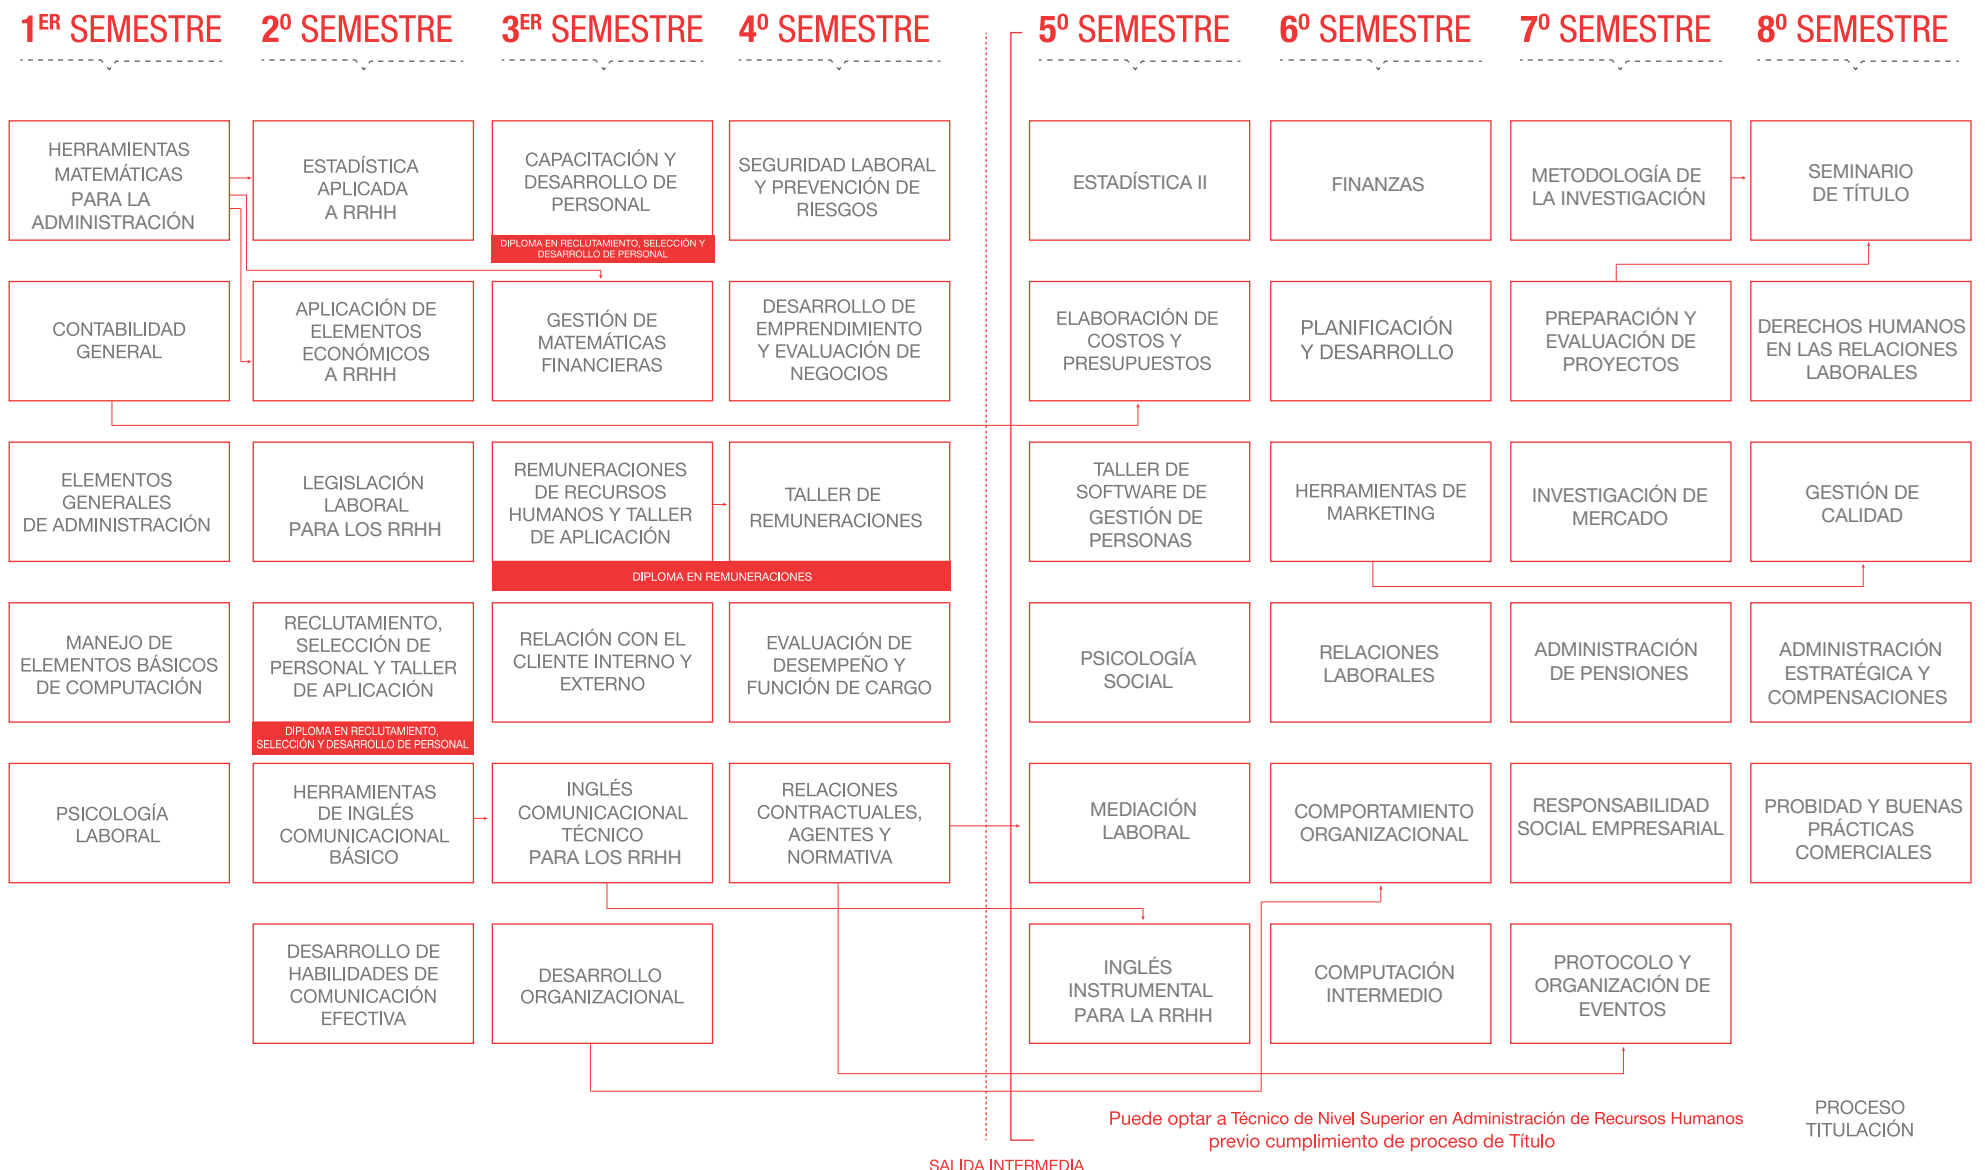 1ER SEMESTRE
2º SEMESTRE
3ER SEMESTRE
4º SEMESTRE
5º SEMESTRE
6º SEMESTRE
7º SEMESTRE
8º SEMESTRE
HERRAMIENTAS
MATEMÁTICAS
PARA LA
ADMINISTRACIÓN
ESTADÍSTICA
APLICADA
A RRHH
CAPACITACIÓN Y
DESARROLLO DE
PERSONAL
DIPLOMA EN RECLUTAMIENTO, SELECCIÓN Y
DESARROLLO DE PERSONAL
SEGURIDAD LABORAL
Y PREVENCIÓN DE
RIESGOS
ESTADÍSTICA II
FINANZAS
METODOLOGÍA DE
LA INVESTIGACIÓN
SEMINARIO
DE TÍTULO
CONTABILIDAD
GENERAL
APLICACIÓN DE
ELEMENTOS
ECONÓMICOS
A RRHH
GESTIÓN DE
MATEMÁTICAS
FINANCIERAS
DESARROLLO DE
EMPRENDIMIENTO
Y EVALUACIÓN DE
NEGOCIOS
ELABORACIÓN DE
COSTOS Y
PRESUPUESTOS
PLANIFICACIÓN
Y DESARROLLO
PREPARACIÓN Y
EVALUACIÓN DE
PROYECTOS
DERECHOS HUMANOS
EN LAS RELACIONES
LABORALES
ELEMENTOS
GENERALES
DE ADMINISTRACIÓN
LEGISLACIÓN
LABORAL
PARA LOS RRHH
REMUNERACIONES
DE RECURSOS
HUMANOS Y TALLER
DE APLICACIÓN
TALLER DE
REMUNERACIONES
DIPLOMA EN REMUNERACIONES
TALLER DE
SOFTWARE DE
GESTIÓN DE
PERSONAS
HERRAMIENTAS DE
MARKETING
INVESTIGACIÓN DE
MERCADO
GESTIÓN DE
CALIDAD
MANEJO DE
ELEMENTOS BÁSICOS
DE COMPUTACIÓN
RECLUTAMIENTO,
SELECCIÓN DE
PERSONAL Y TALLER
DE APLICACIÓN
DIPLOMA EN RECLUTAMIENTO,
SELECCIÓN Y DESARROLLO DE PERSONAL
RELACIÓN CON EL
CLIENTE INTERNO Y
EXTERNO
EVALUACIÓN DE
DESEMPEÑO Y
FUNCIÓN DE CARGO
PSICOLOGÍA
SOCIAL
RELACIONES
LABORALES
ADMINISTRACIÓN
DE PENSIONES
ADMINISTRACIÓN
ESTRATÉGICA Y
COMPENSACIONES
PSICOLOGÍA
LABORAL
HERRAMIENTAS
DE INGLÉS
COMUNICACIONAL
BÁSICO
INGLÉS
COMUNICACIONAL
TÉCNICO
PARA LOS RRHH
RELACIONES
CONTRACTUALES,
AGENTES Y
NORMATIVA
MEDIACIÓN
LABORAL
COMPORTAMIENTO
ORGANIZACIONAL
RESPONSABILIDAD
SOCIAL EMPRESARIAL
PROBIDAD Y BUENAS
PRÁCTICAS
COMERCIALES
DESARROLLO DE
HABILIDADES DE
COMUNICACIÓN
EFECTIVA
DESARROLLO
ORGANIZACIONAL
INGLÉS
INSTRUMENTAL
PARA LA RRHH
COMPUTACIÓN
INTERMEDIO
PROTOCOLO Y
ORGANIZACIÓN DE
EVENTOS
Puede optar a Técnico de Nivel Superior en Administración de Recursos Humanos
previo cumplimiento de proceso de Título
PROCESO
TITULACIÓN
SALIDA INTERMEDIA